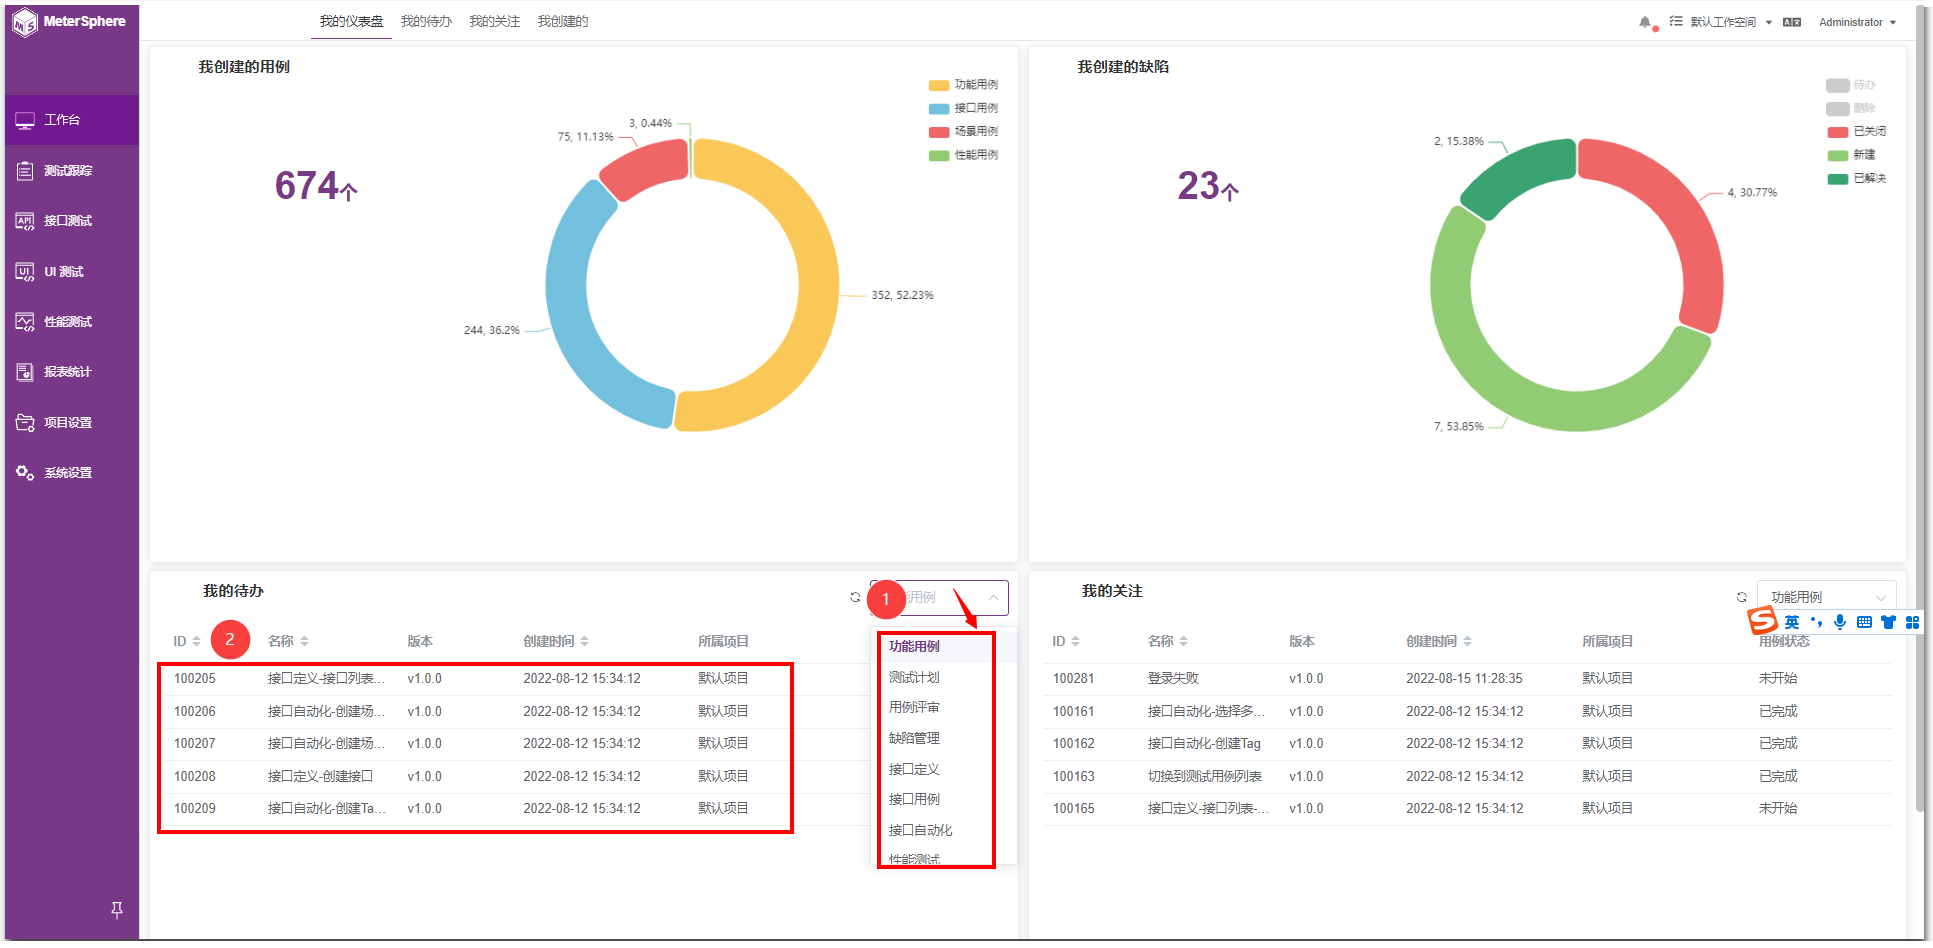 MeterSphere
我的仪表盘 我的待办 我的关注 我创建的
默认工作空间 Administrator
工作台
测试跟踪
API 接口测试
UI UI 测试
性能测试
报表统计
项目设置
系统设置
我创建的用例
674个
功能用例
接口用例
场景用例
性能用例
3, 0.44%
75, 11.13%
352, 52.23%
244, 36.2%
我创建的缺陷
23个
待办
删除
已关闭
新建
已解决
2, 15.38%
4, 30.77%
7, 53.85%
我的待办
1 能用例
ID 2 名称 版本 创建时间 所属项目
100205 接口定义-接口列表... v1.0.0 2022-08-12 15:34:12 默认项目
100206 接口自动化-创建场... v1.0.0 2022-08-12 15:34:12 默认项目
100207 接口自动化-创建场... v1.0.0 2022-08-12 15:34:12 默认项目
100208 接口定义-创建接口 v1.0.0 2022-08-12 15:34:12 默认项目
100209 接口自动化-创建Ta... v1.0.0 2022-08-12 15:34:12 默认项目
功能用例
测试计划
用例评审
缺陷管理
接口定义
接口用例
接口自动化
性能测试
我的关注
功能用例
S 英
ID 名称 版本 创建时间 所属项目 用例状态
100281 登录失败 v1.0.0 2022-08-15 11:28:35 默认项目 未开始
100161 接口自动化-选择多... v1.0.0 2022-08-12 15:34:12 默认项目 已完成
100162 接口自动化-创建Tag v1.0.0 2022-08-12 15:34:12 默认项目 已完成
100163 切换到测试用例列表 v1.0.0 2022-08-12 15:34:12 默认项目 已完成
100165 接口定义-接口列表-... v1.0.0 2022-08-12 15:34:12 默认项目 未开始